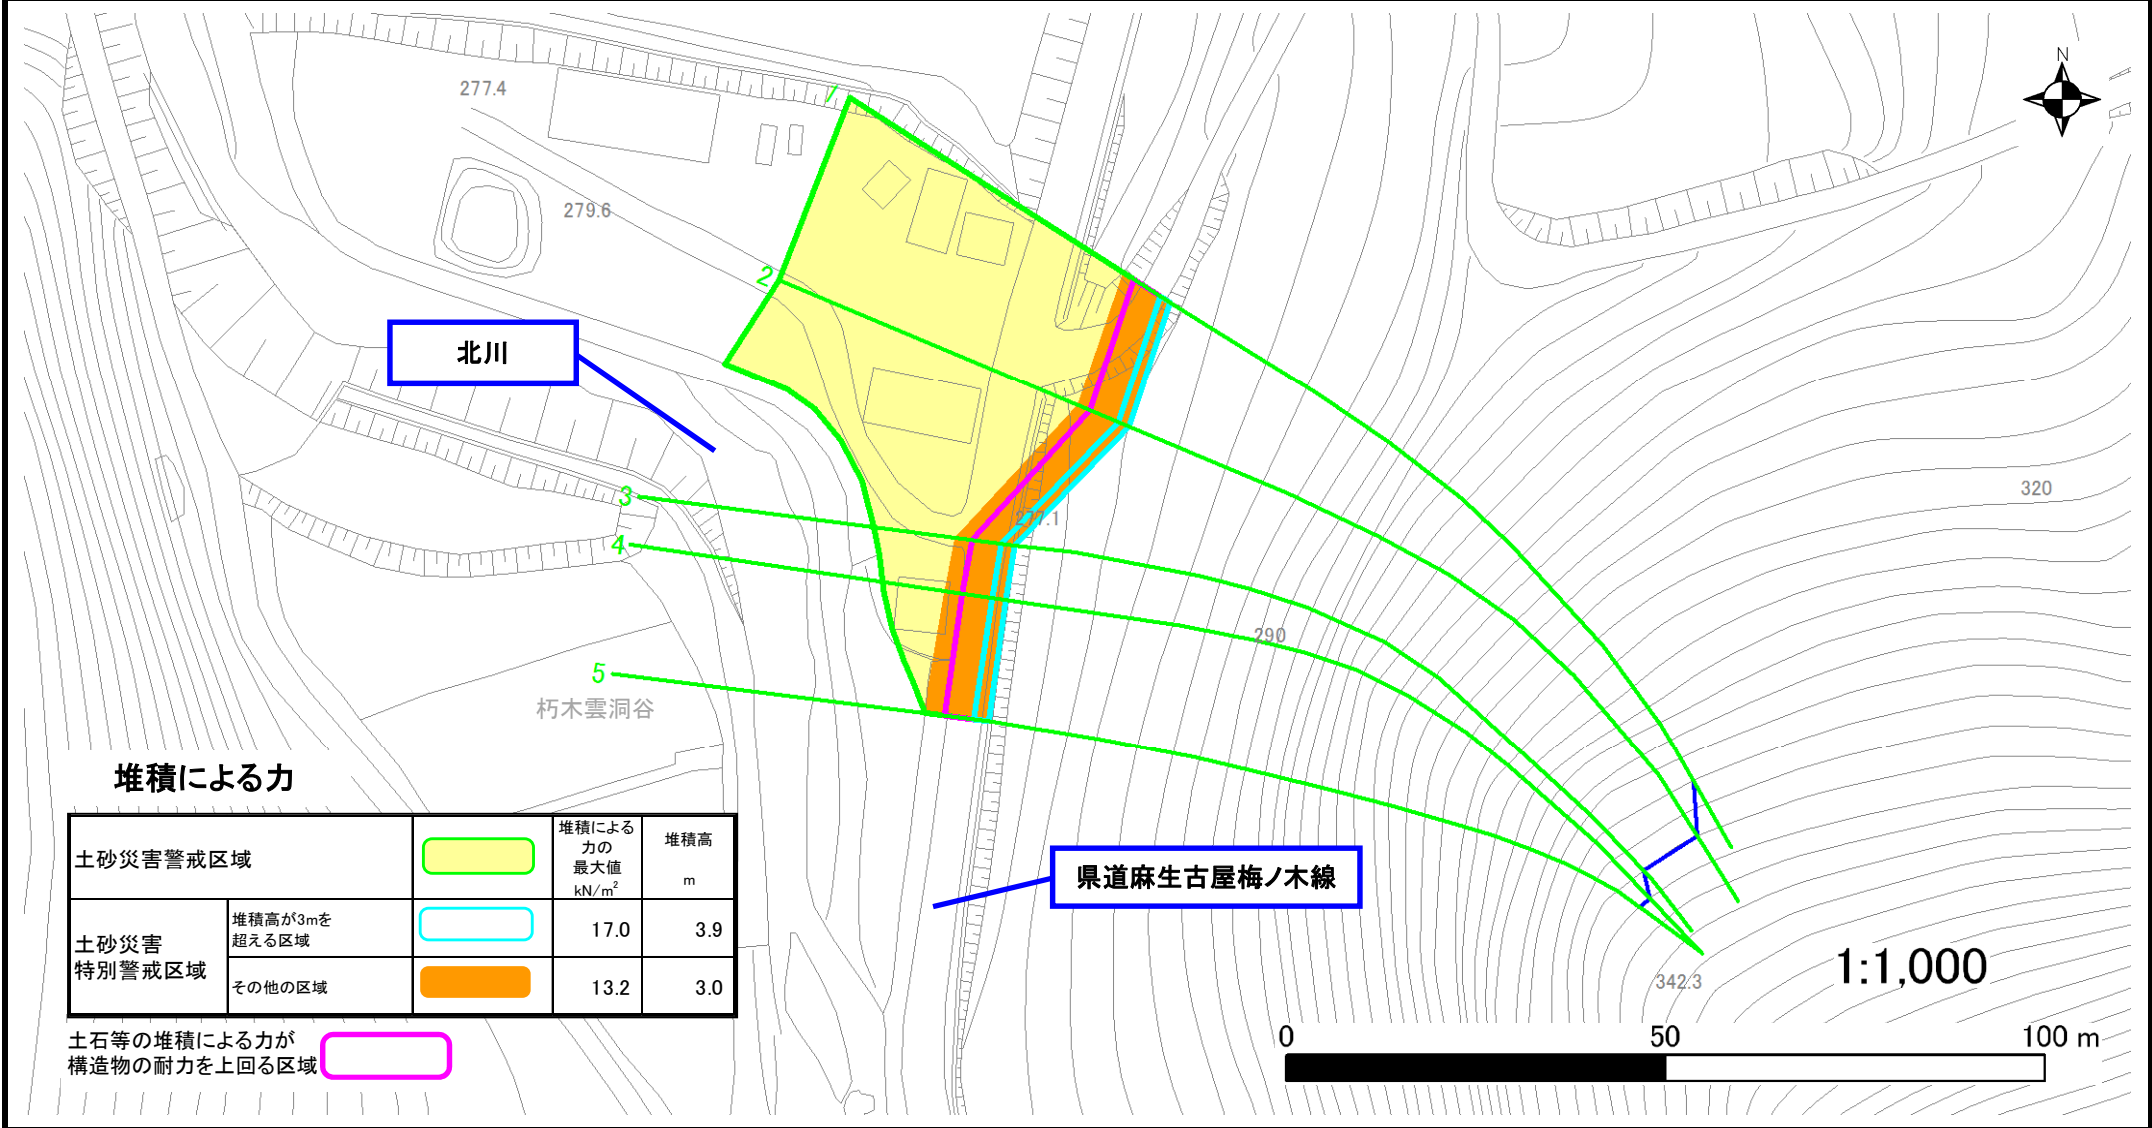 N
277.4
1
279.6
2
北川
3
320
277.1
4
290
5
朽木雲洞谷
堆積による力
土砂災害警戒区域
堆積による
力の
最大値
kN/m²
堆積高
m
土砂災害
特別警戒区域
堆積高が3mを
超える区域
17.0
3.9
その他の区域
13.2
3.0
土石等の堆積による力が
構造物の耐力を上回る区域
県道麻生古屋梅ノ木線
342.3
1:1,000
0
50
100 m